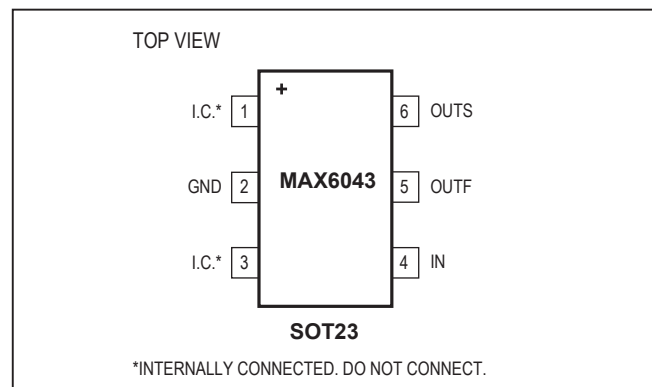 TOP VIEW
+
I.C.* 1
6 OUTS
GND 2
MAX6043
5 OUTF
I.C.* 3
4 IN
SOT23
*INTERNALLY CONNECTED. DO NOT CONNECT.